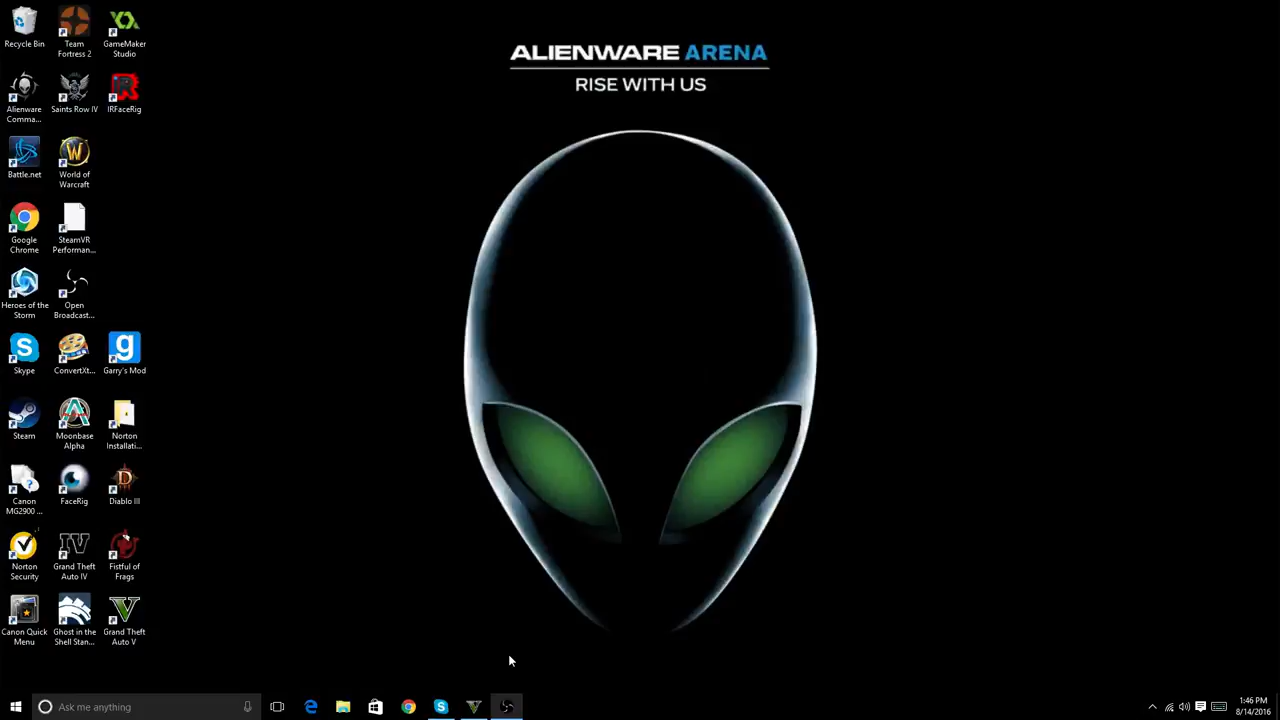 ALIENWARE ARENA
RISE WITH US
Recycle Bin
Team
Fortress 2
GameMaker
Studio
Alienware
Comma...
Saints Row IV
IRFaceRig
Battle.net
World of
Warcraft
Google
Chrome
SteamVR
Performan...
Heroes of the
Storm
Open
Broadcast...
Skype
ConvertXt...
Garry's Mod
Steam
Moonbase
Alpha
Norton
Installati...
Canon
MG2900 ...
FaceRig
Diablo III
Norton
Security
Grand Theft
Auto IV
Fistful of
Frags
Canon Quick
Menu
Ghost in the
Shell Stan...
Grand Theft
Auto V
Ask me anything
1:46 PM
8/14/2016